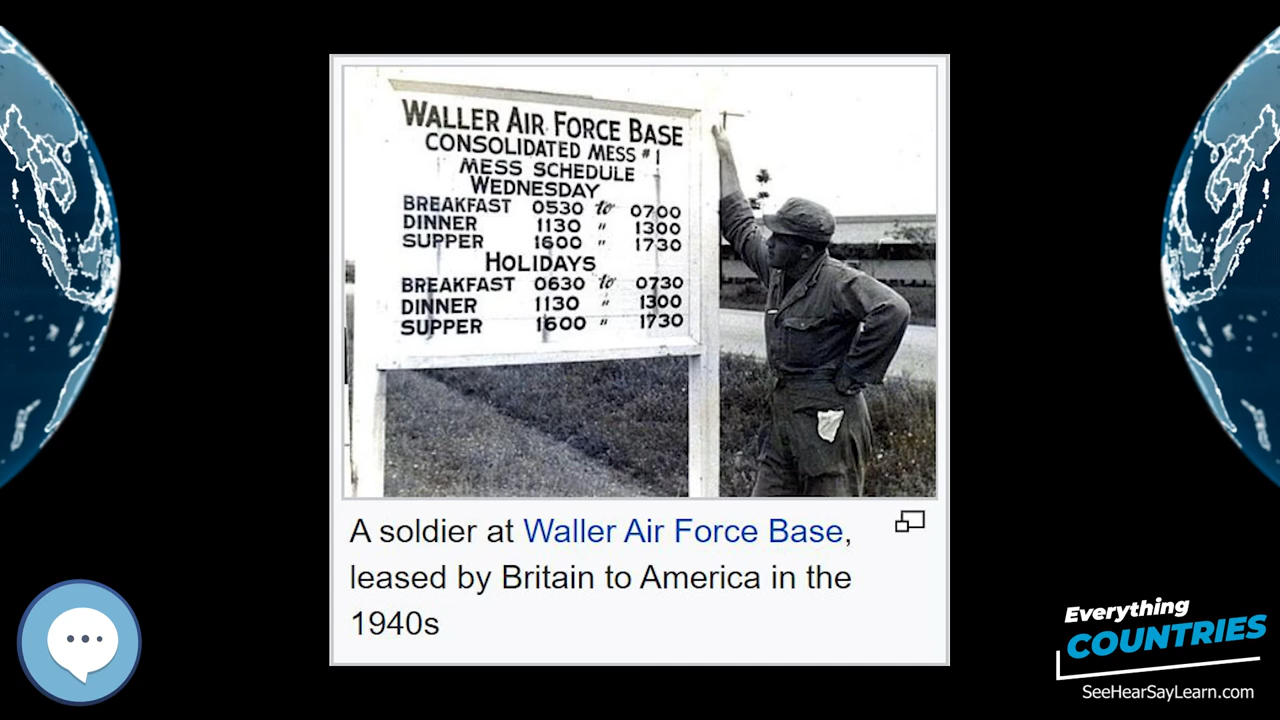 WALLER AIR FORCE BASE
CONSOLIDATED MESS #1
MESS SCHEDULE
WEDNESDAY
BREAKFAST 0530 to 0700
DINNER 1130 " 1300
SUPPER 1600 " 1730
HOLIDAYS
BREAKFAST 0630 to 0730
DINNER 1130 " 1300
SUPPER 1600 " 1730
A soldier at Waller Air Force Base,
leased by Britain to America in the
1940s
Everything
COUNTRIES
SeeHearSayLearn.com